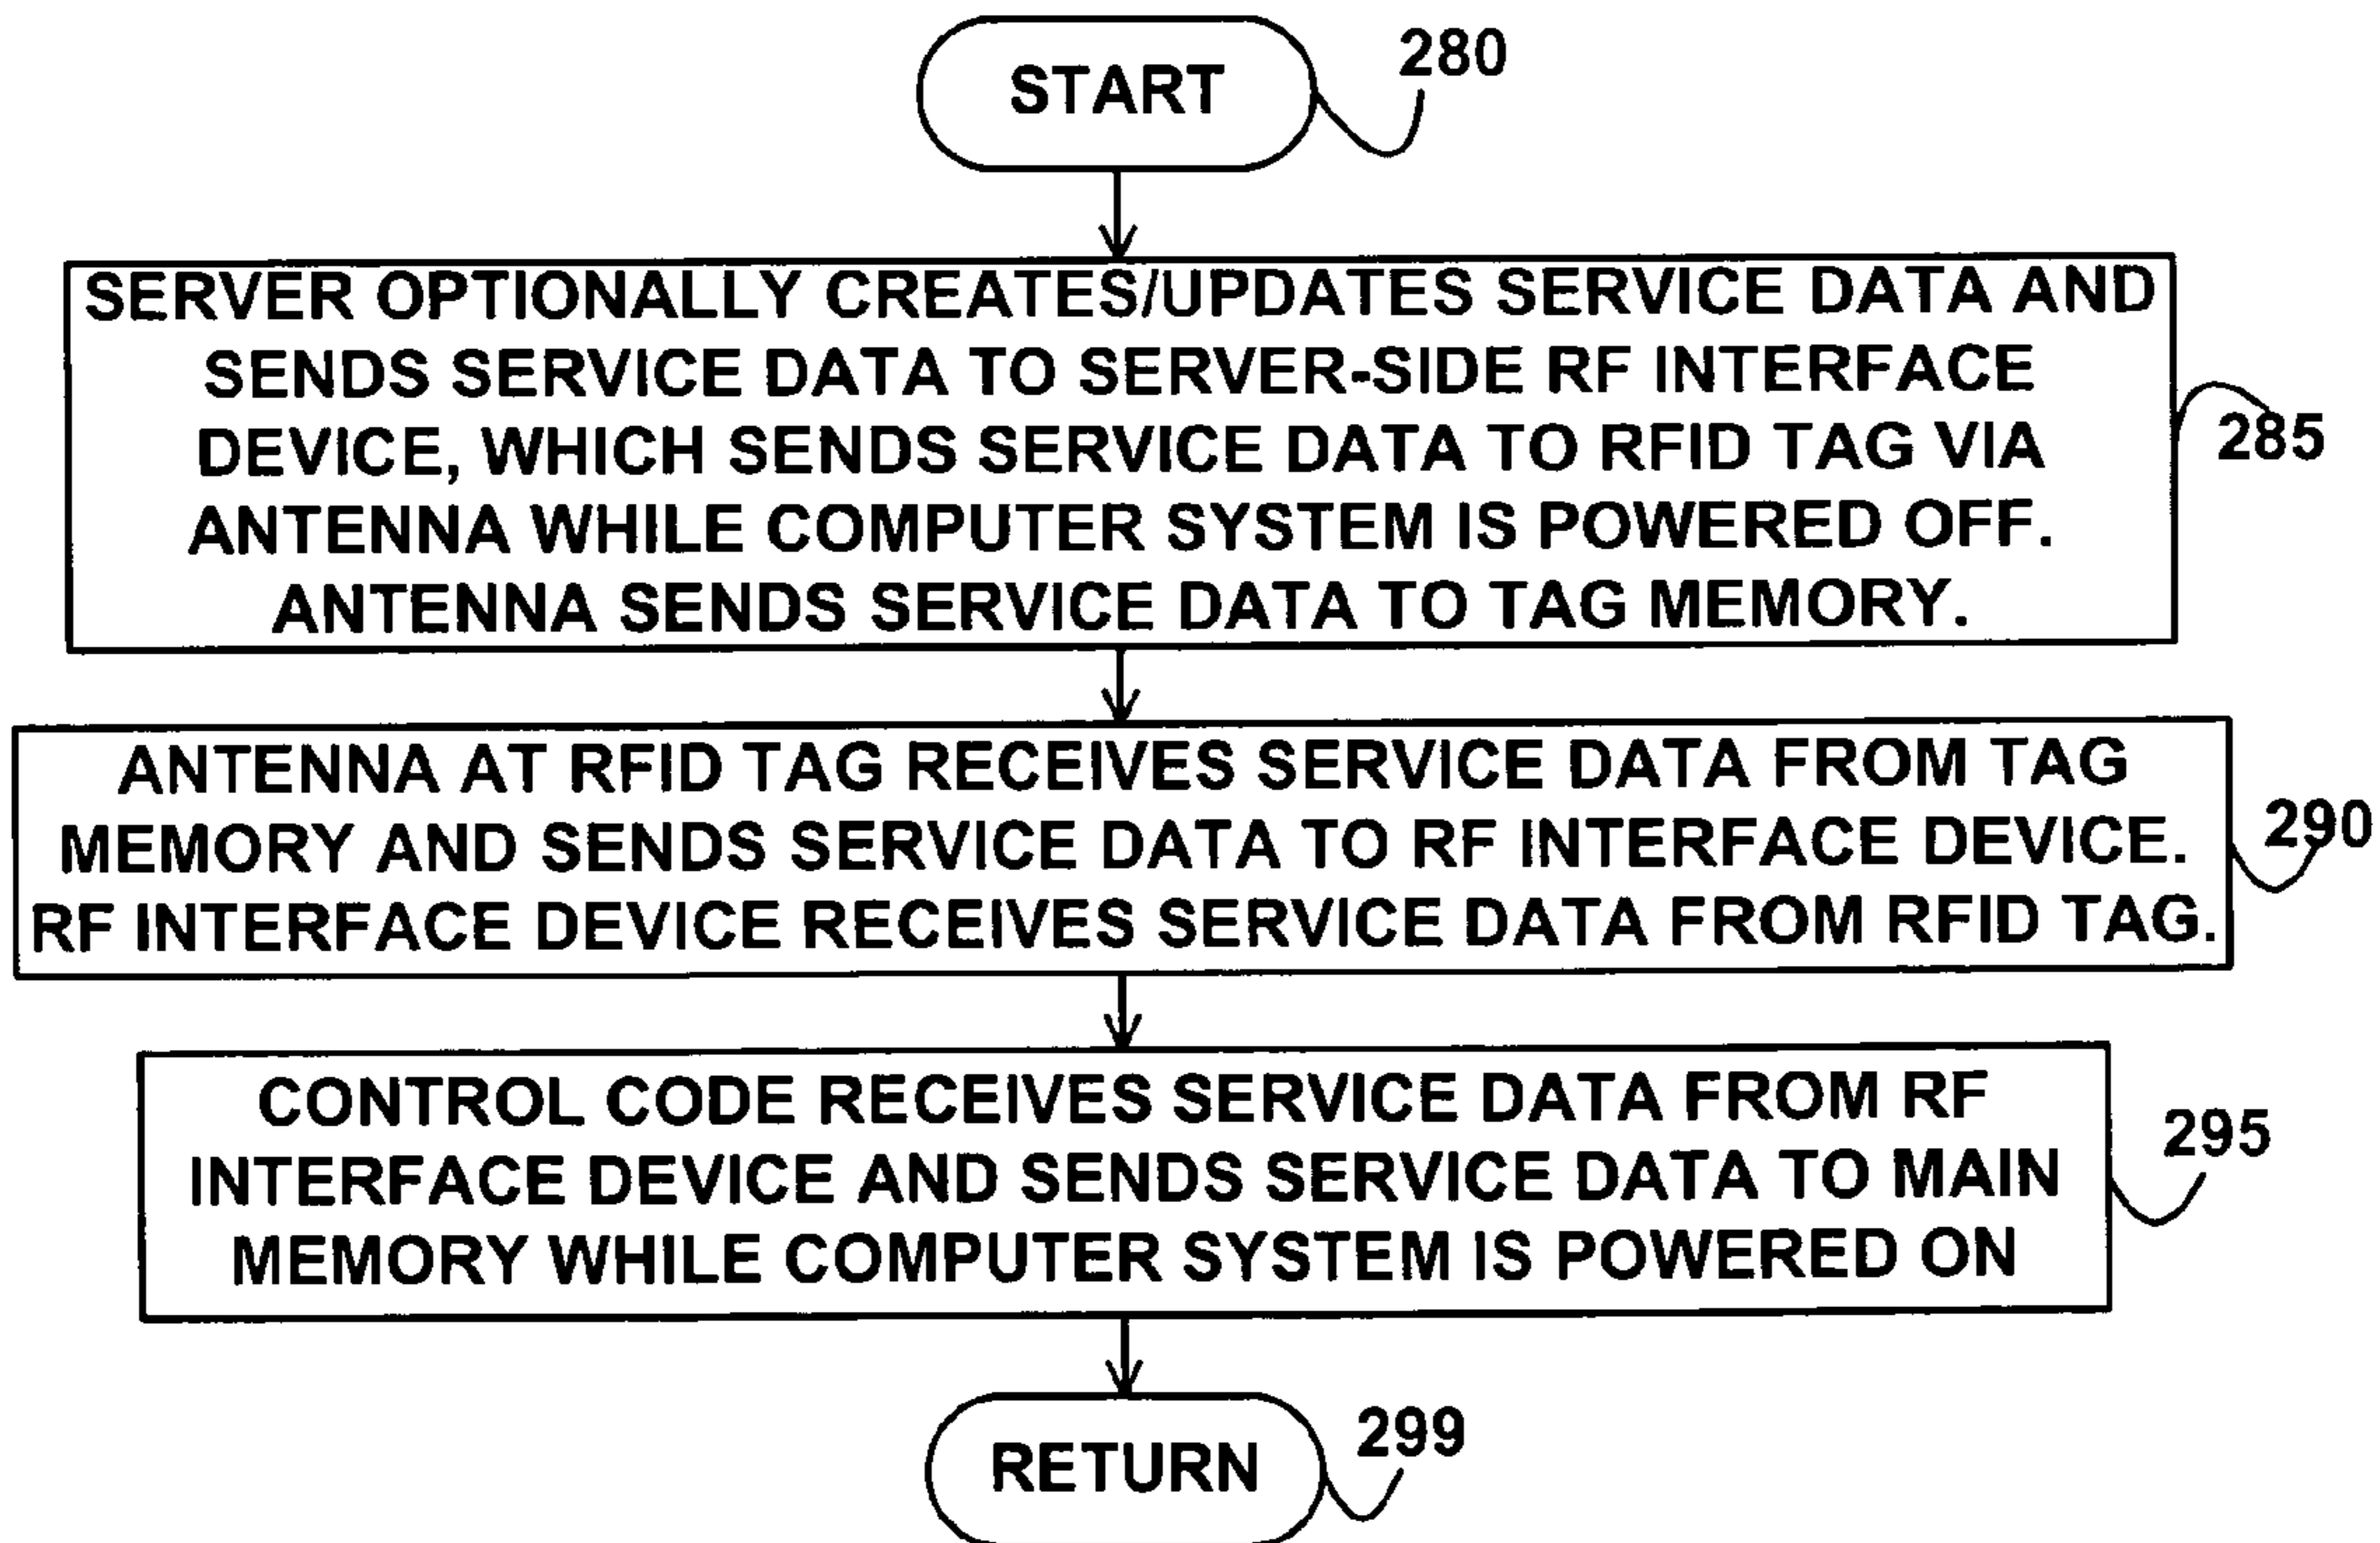 START
280
SERVER OPTIONALLY CREATES/UPDATES SERVICE DATA AND
SENDS SERVICE DATA TO SERVER-SIDE RF INTERFACE
DEVICE, WHICH SENDS SERVICE DATA TO RFID TAG VIA
ANTENNA WHILE COMPUTER SYSTEM IS POWERED OFF.
ANTENNA SENDS SERVICE DATA TO TAG MEMORY.
285
ANTENNA AT RFID TAG RECEIVES SERVICE DATA FROM TAG
MEMORY AND SENDS SERVICE DATA TO RF INTERFACE DEVICE.
RF INTERFACE DEVICE RECEIVES SERVICE DATA FROM RFID TAG.
290
CONTROL CODE RECEIVES SERVICE DATA FROM RF
INTERFACE DEVICE AND SENDS SERVICE DATA TO MAIN
MEMORY WHILE COMPUTER SYSTEM IS POWERED ON
295
RETURN
299